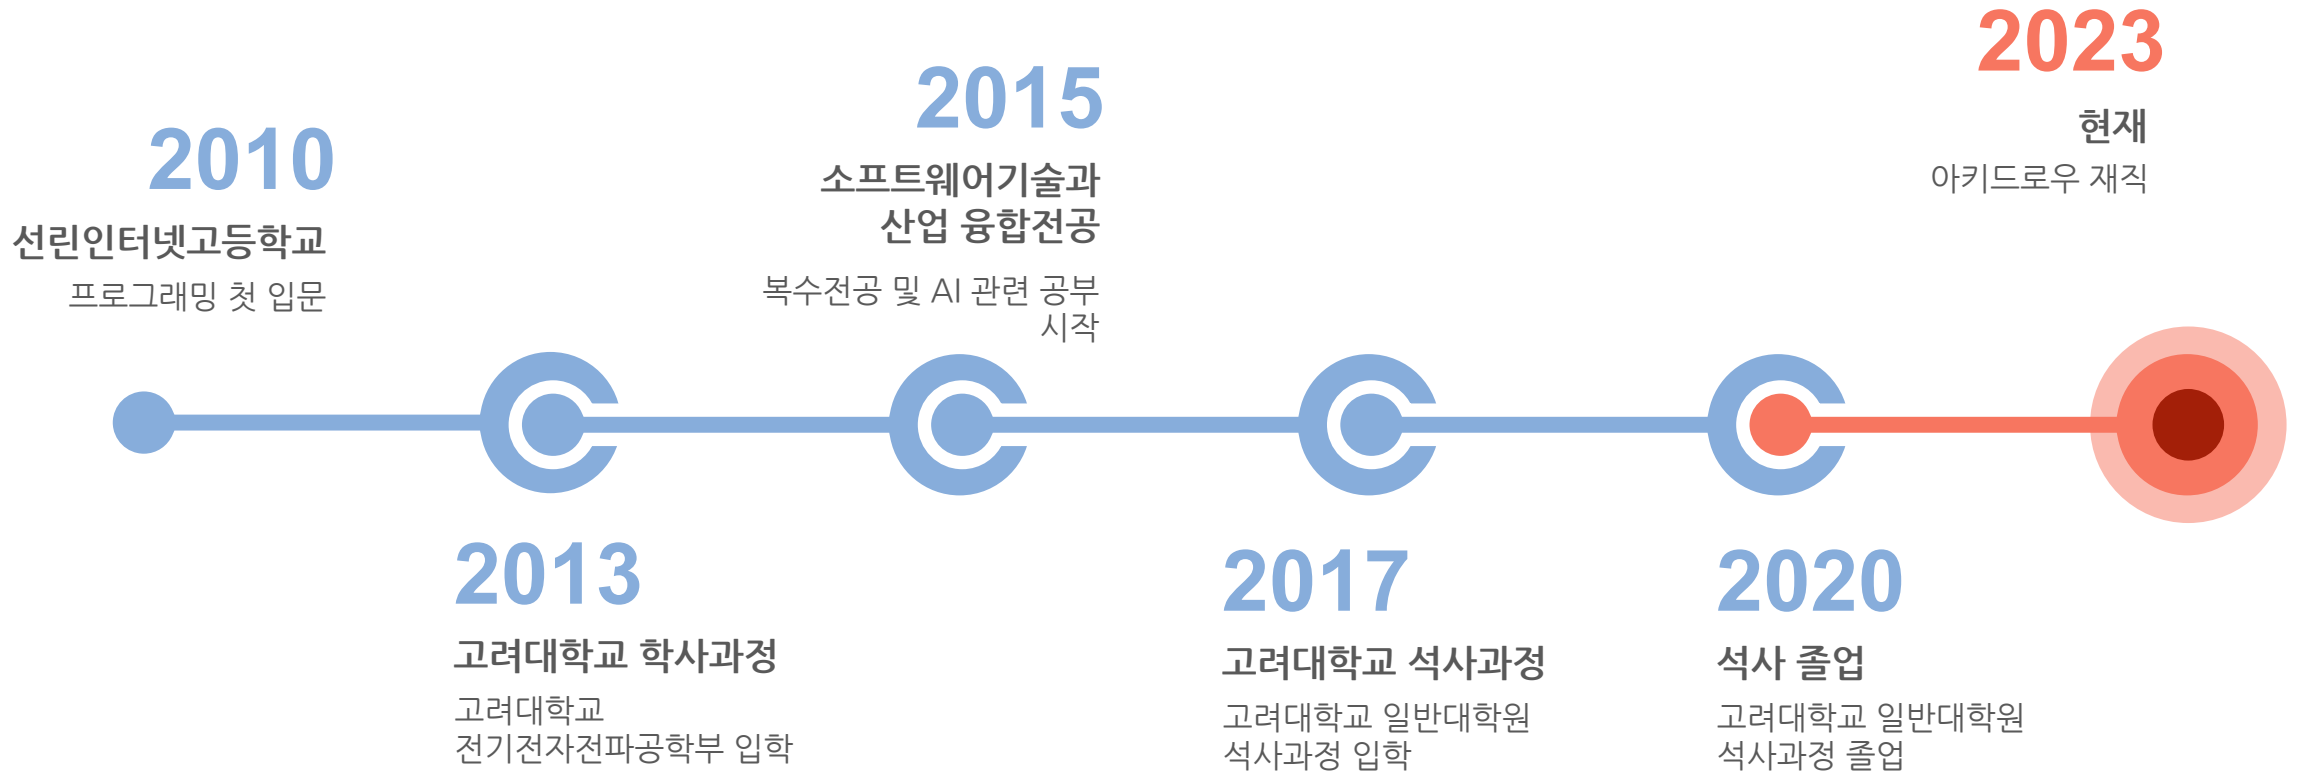 2010
선린인터넷고등학교
프로그래밍 첫 입문
2013
고려대학교 학사과정
고려대학교
전기전자전파공학부 입학
2015
소프트웨어기술과
산업 융합전공
복수전공 및 AI 관련 공부
시작
2017
고려대학교 석사과정
고려대학교 일반대학원
석사과정 입학
2020
석사 졸업
고려대학교 일반대학원
석사과정 졸업
2023
현재
아키드로우 재직